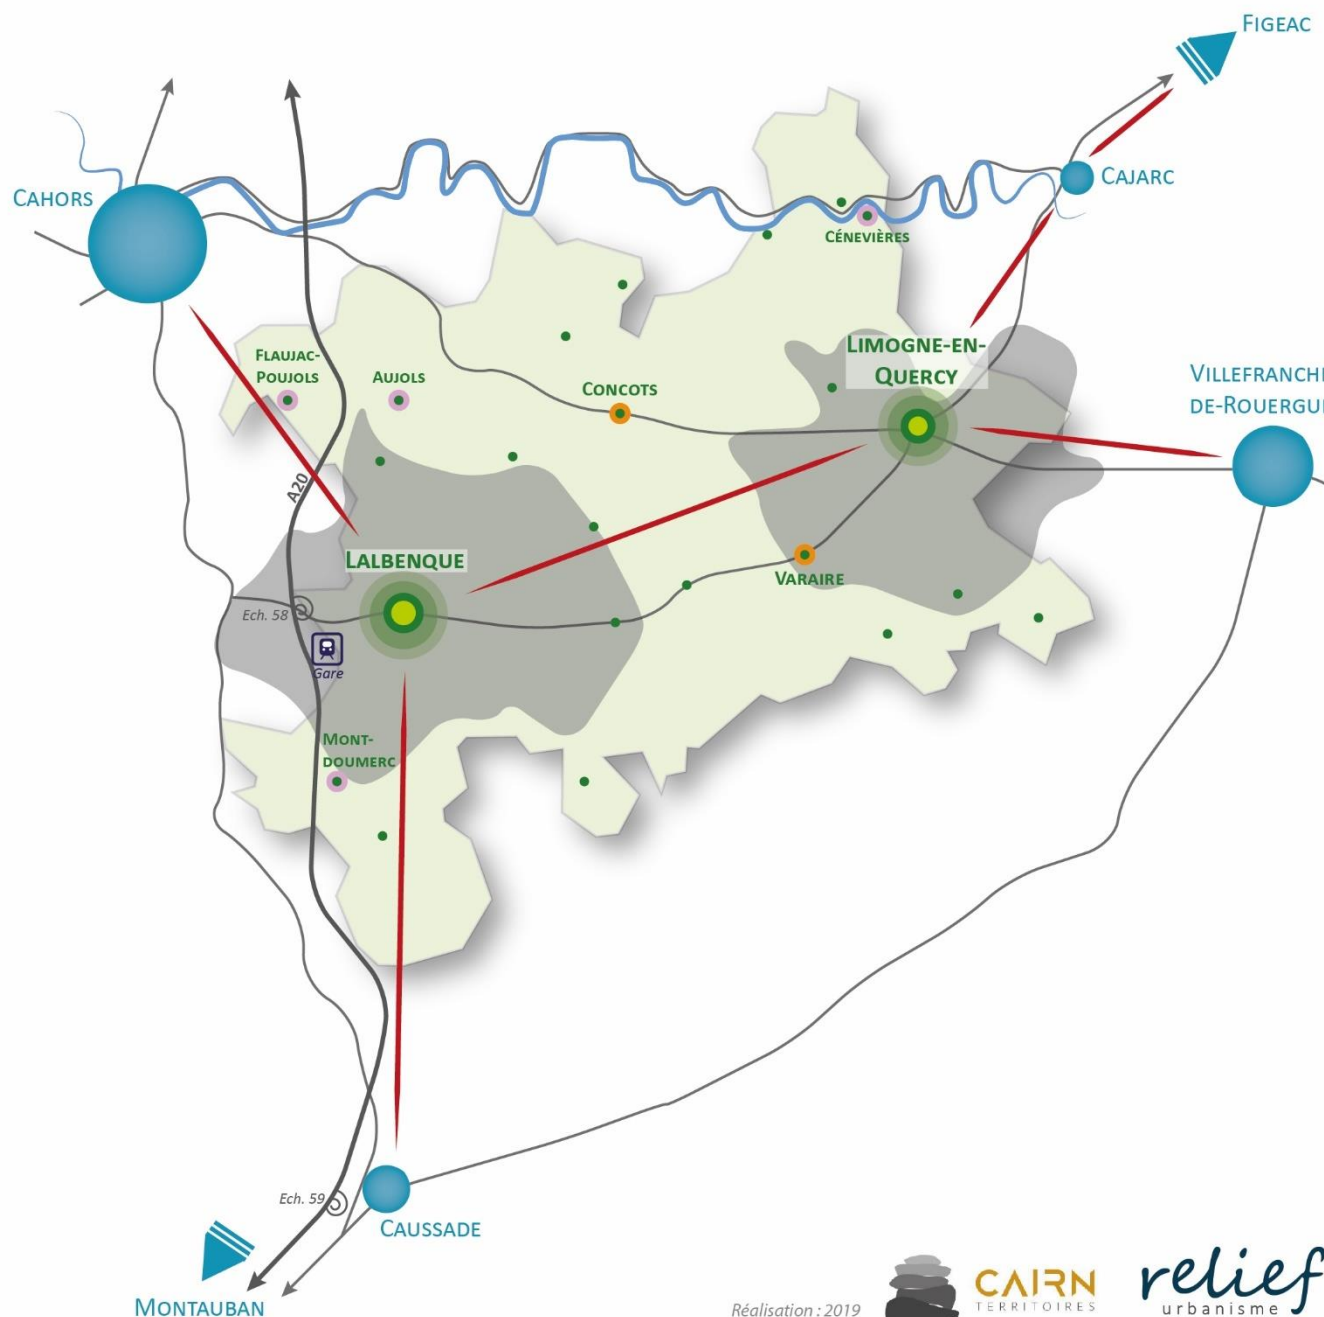 FIGEAC
CAHORS
CAJARC
CÉNEVIÈRES
FLAUJAC-
POUJOLS
AUJOLS
CONCOTS
LIMOGNE-EN-
QUERCY
VILLEFRANCHE
DE-ROUERGU
A20
LALBENQUE
VARAIRE
Ech. 58
Gare
MONT-
DOUMERC
Ech. 59
CAUSSADE
MONTAUBAN
Réalisation : 2019
CAIRN
TERRITOIRES
relief
urbanisme